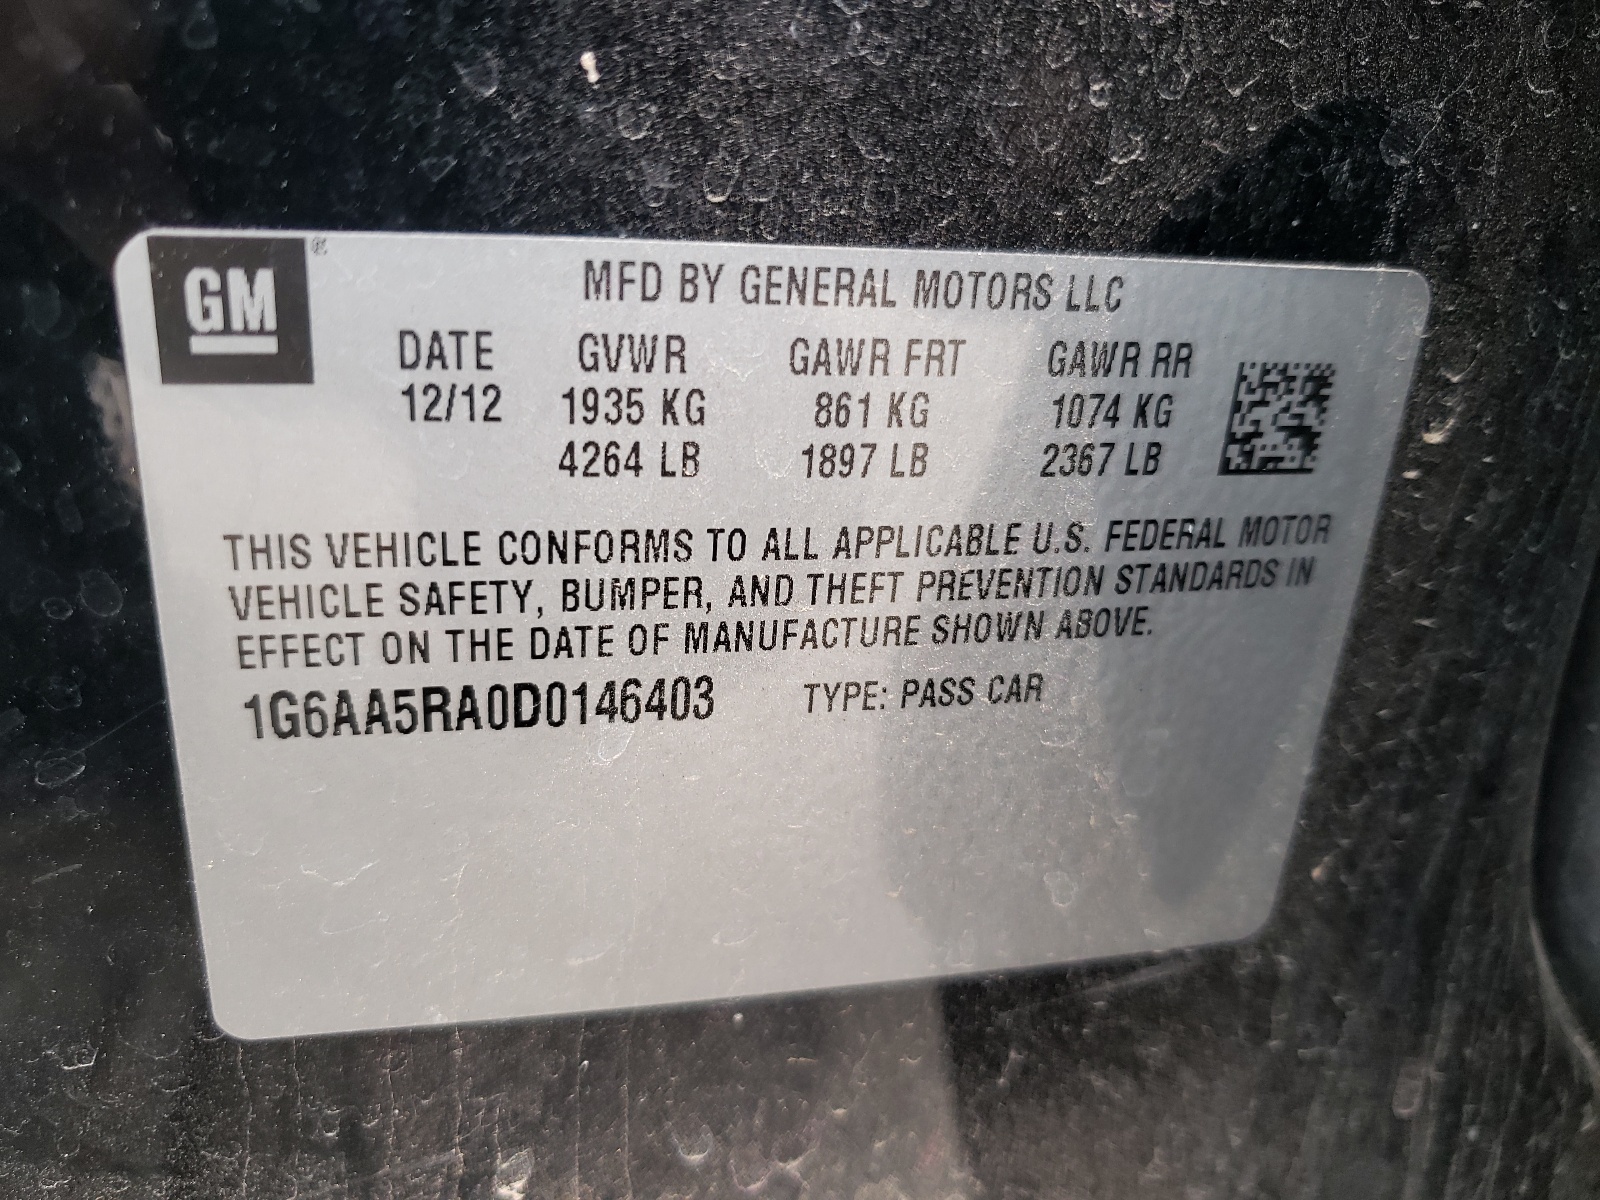 GM ®
MFD BY GENERAL MOTORS LLC
DATE GVWR GAWR FRT GAWR RR
12/12 1935 KG 861 KG 1074 KG
4264 LB 1897 LB 2367 LB
THIS VEHICLE CONFORMS TO ALL APPLICABLE U.S. FEDERAL MOTOR
VEHICLE SAFETY, BUMPER, AND THEFT PREVENTION STANDARDS IN
EFFECT ON THE DATE OF MANUFACTURE SHOWN ABOVE.
1G6AA5RA0D0146403 TYPE: PASS CAR